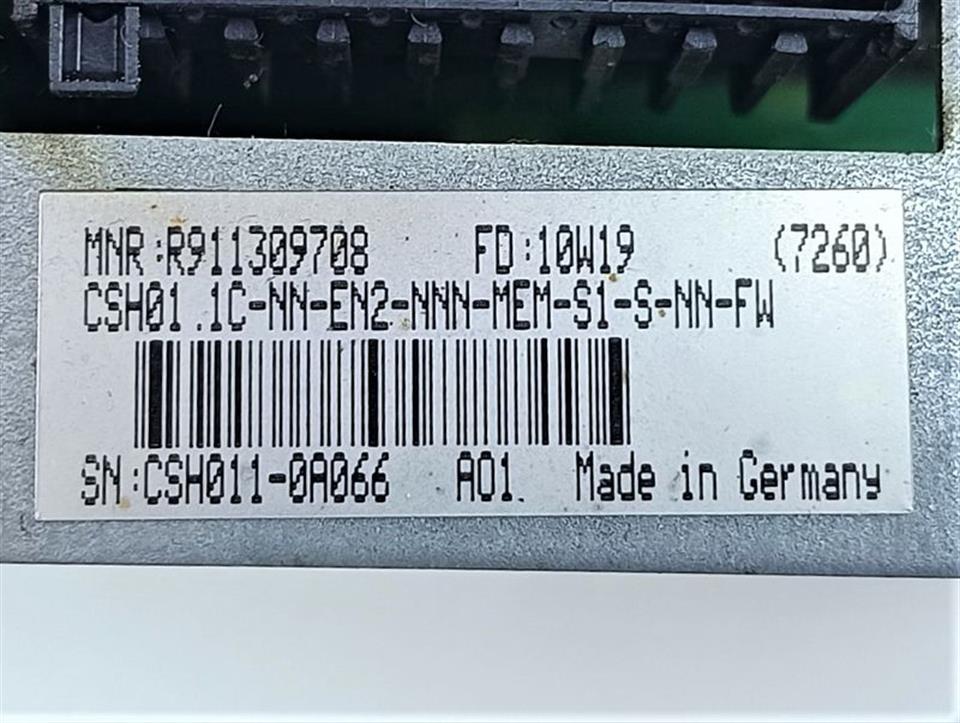 MNR:R911309708 FD:10W19 (7260)
CSH01.1C-NN-EN2-NNN-MEM-S1-S-NN-FW
SN:CSH011-0A066 A01 Made in Germany